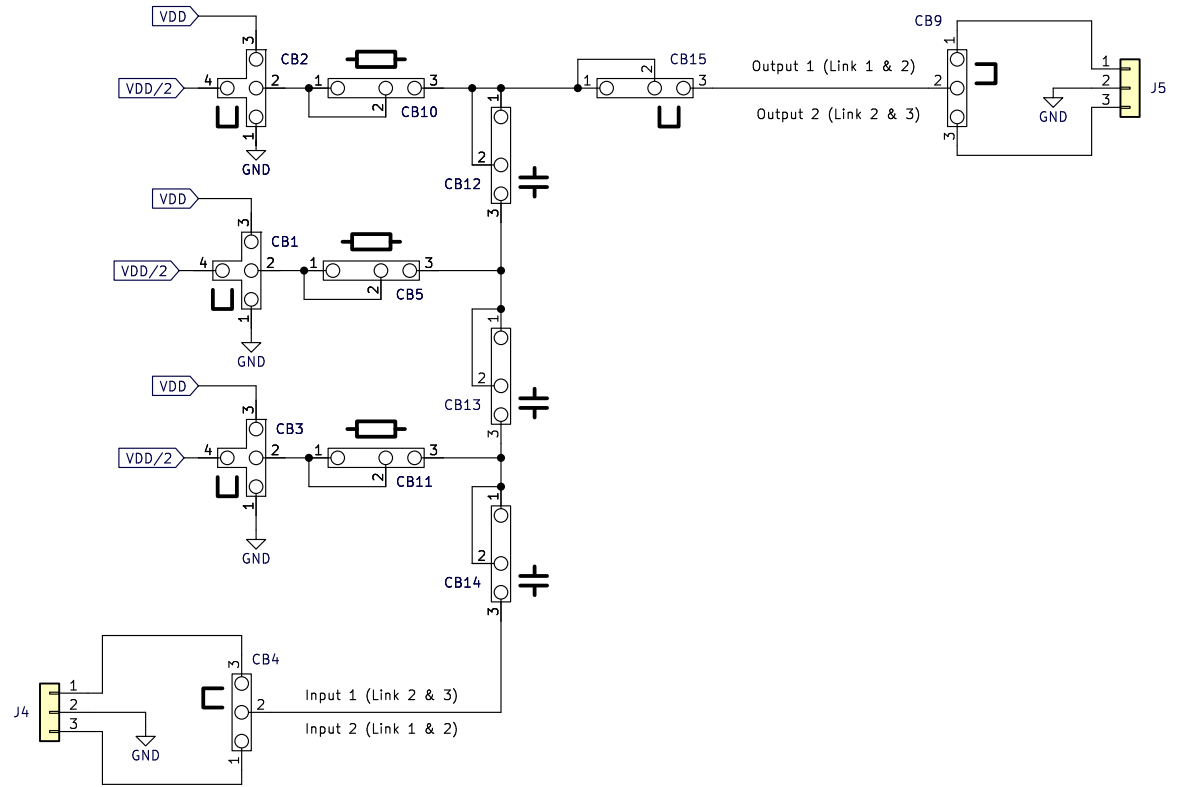 VDD
3
CB2
VDD/2
4
2
1
GND
1
2
3
CB10
1
2
CB12
3
1
2
CB15
3
Output 1 (Link 1 & 2)
Output 2 (Link 2 & 3)
CB9
1
2
3
1
2
3
GND
J5
VDD
3
CB1
VDD/2
4
2
1
GND
1
2
3
CB5
1
2
CB13
3
VDD
3
CB3
VDD/2
4
2
1
GND
1
2
3
CB11
1
2
CB14
3
J4
1
2
3
GND
3
CB4
2
1
Input 1 (Link 2 & 3)
Input 2 (Link 1 & 2)